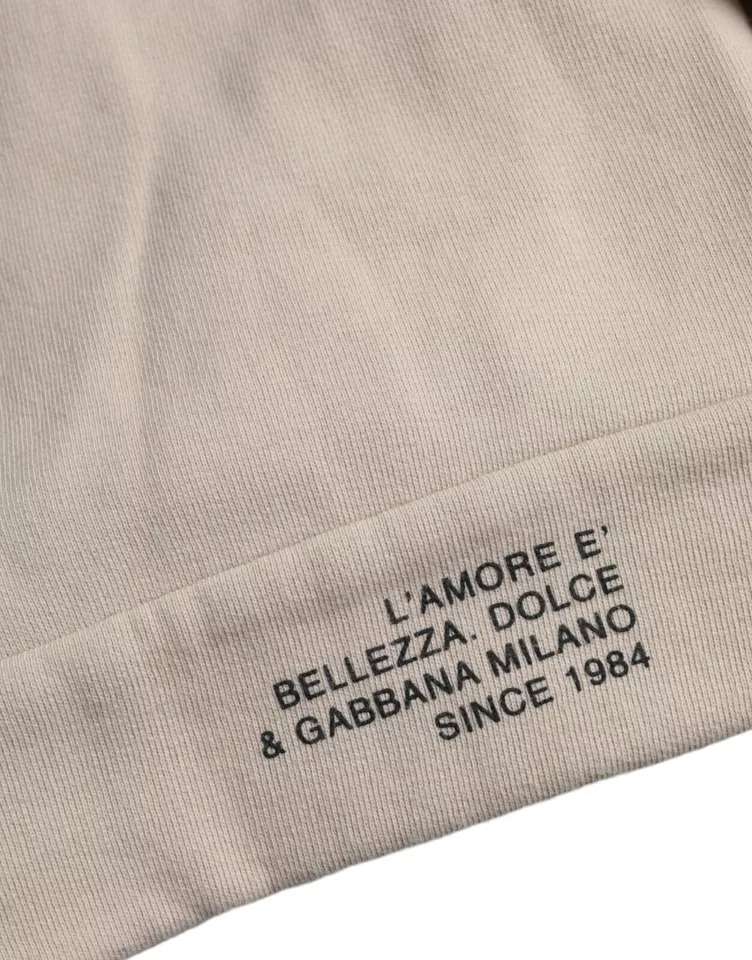 L'AMORE E'
BELLEZZA. DOLCE
& GABBANA MILANO
SINCE 1984